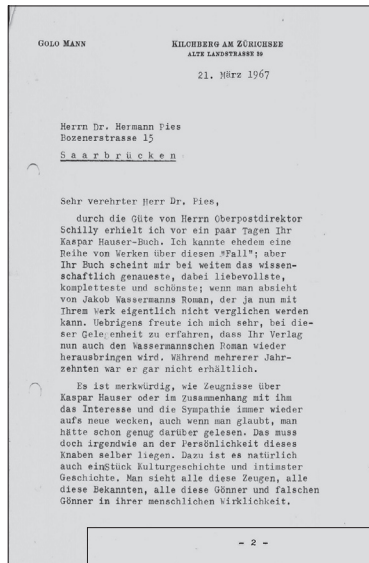 GOLO MANN
KILCHBERG AM ZÜRICHSEE
ALTE LANDSTRASSE 39
21. März 1967
Herrn Dr. Hermann Pies
Bozenerstrasse 15
Saarbrücken
Sehr verehrter Herr Dr. Pies,
durch die Güte von Herrn Oberpostdirektor
Schilly erhielt ich vor ein paar Tagen Ihr
Kaspar Hauser-Buch. Ich kannte ehedem eine
Reihe von Werken über diesen "Fall"; aber
Ihr Buch scheint mir bei weitem das wissen-
schaftlich genaueste, dabei liebevollste,
kompletteste und schönste; wenn man absieht
von Jakob Wassermanns Roman, der ja nun mit
Ihrem Werk eigentlich nicht verglichen werden
kann. Uebrigens freute ich mich sehr, bei die-
ser Gelegenheit zu erfahren, dass Ihr Verlag
nun auch den Wassermannschen Roman wieder
herausbringen wird. Während mehrerer Jahr-
zehnten war er gar nicht erhältlich.
Es ist merkwürdig, wie Zeugnisse über
Kaspar Hauser oder im Zusammenhang mit ihm
das Interesse und die Sympathie immer wieder
aufs neue wecken, auch wenn man glaubt, man
hätte schon genug darüber gelesen. Das muss
doch irgendwie an der Persönlichkeit dieses
Knaben selber liegen. Dazu ist es natürlich
auch einStück Kulturgeschichte und intimster
Geschichte. Man sieht alle diese Zeugen, alle
diese Bekannten, alle diese Gönner und falschen
Gönner in ihrer menschlichen Wirklichkeit.
- 2 -